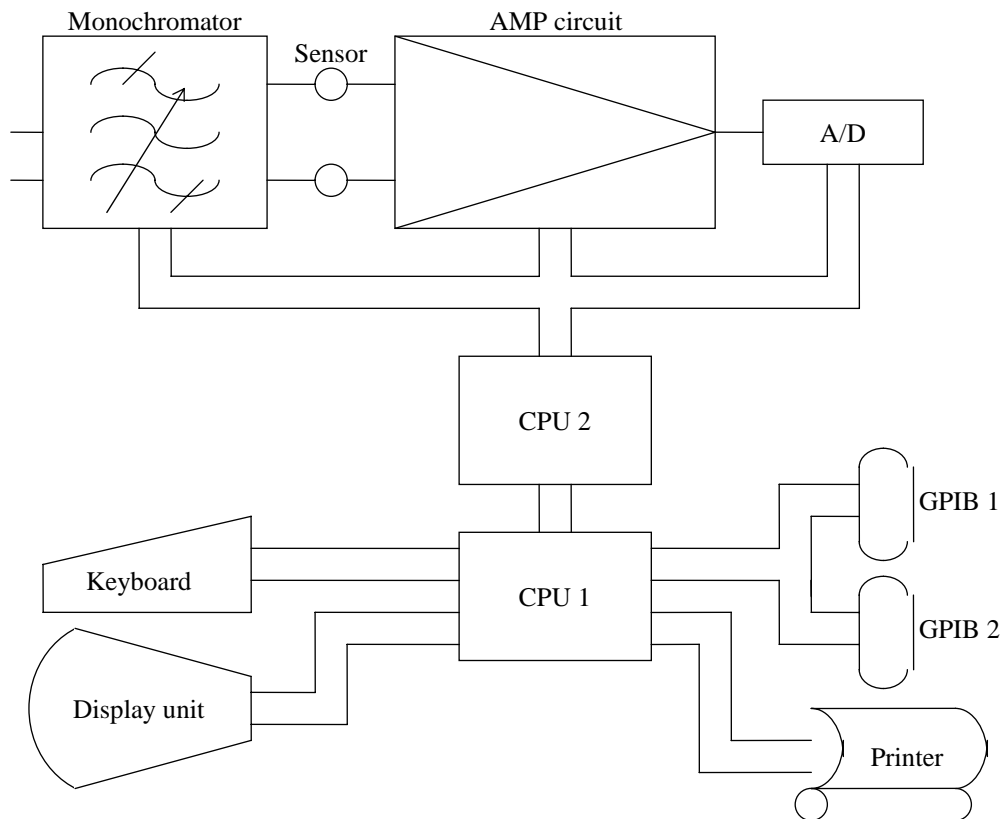 Monochromator
AMP circuit
Sensor
A/D
CPU 2
GPIB 1
Keyboard
CPU 1
GPIB 2
Display unit
Printer